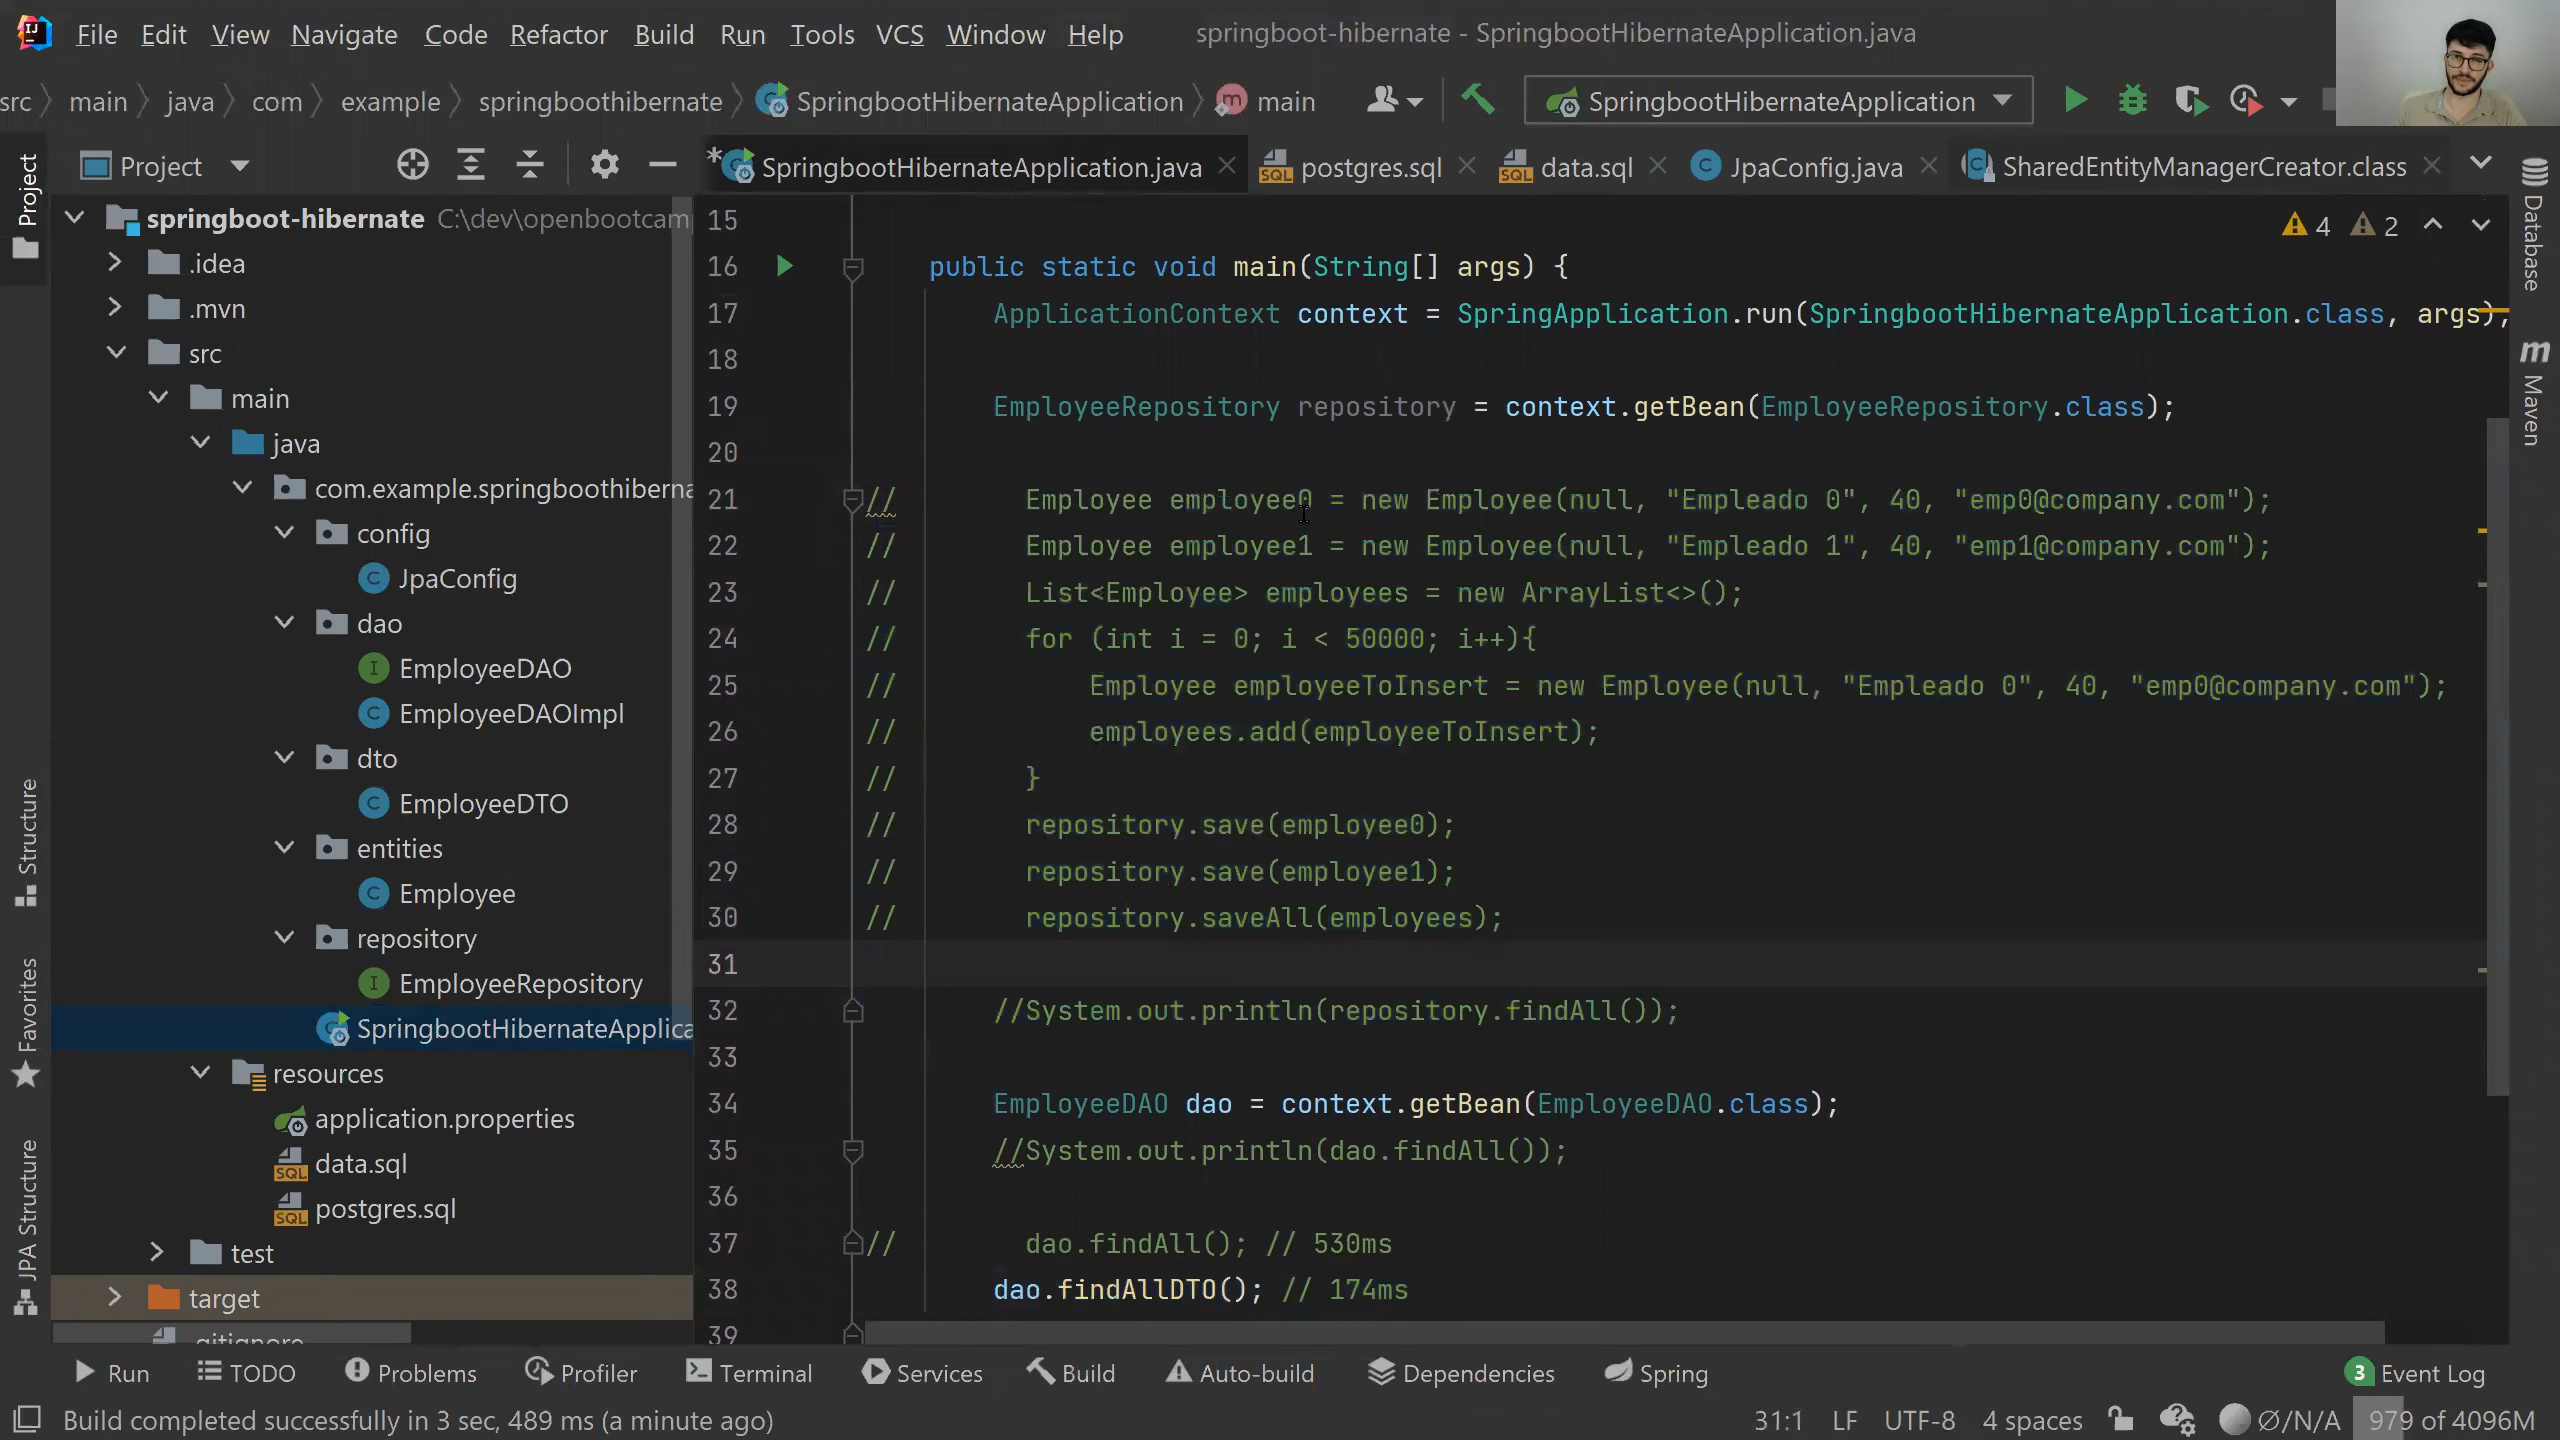 File Edit View Navigate Code Refactor Build Run Tools VCS Window Help springboot-hibernate - SpringbootHibernateApplication.java
src main java com example springboothibernate SpringbootHibernateApplication main SpringbootHibernateApplication
Project
SpringbootHibernateApplication.java postgres.sql data.sql JpaConfig.java SharedEntityManagerCreator.class
Project
Structure
Favorites
JPA Structure
springboot-hibernate C:\dev\openbootcam
.idea
.mvn
src
main
java
com.example.springboothiberna
config
JpaConfig
dao
EmployeeDAO
EmployeeDAOImpl
dto
EmployeeDTO
entities
Employee
repository
EmployeeRepository
SpringbootHibernateApplica
resources
application.properties
data.sql
postgres.sql
test
target
.gitignore
4 2
15
16 public static void main(String[] args) {
17 ApplicationContext context = SpringApplication.run(SpringbootHibernateApplication.class, args);
18
19 EmployeeRepository repository = context.getBean(EmployeeRepository.class);
20
21 // Employee employee0 = new Employee(null, "Empleado 0", 40, "emp0@company.com");
22 // Employee employee1 = new Employee(null, "Empleado 1", 40, "emp1@company.com");
23 // List<Employee> employees = new ArrayList<>();
24 // for (int i = 0; i < 50000; i++){
25 // Employee employeeToInsert = new Employee(null, "Empleado 0", 40, "emp0@company.com");
26 // employees.add(employeeToInsert);
27 // }
28 // repository.save(employee0);
29 // repository.save(employee1);
30 // repository.saveAll(employees);
31
32 //System.out.println(repository.findAll());
33
34 EmployeeDAO dao = context.getBean(EmployeeDAO.class);
35 //System.out.println(dao.findAll());
36
37 // dao.findAll(); // 530ms
38 dao.findAllDTO(); // 174ms
39
Database
Maven
Run TODO Problems Profiler Terminal Services Build Auto-build Dependencies Spring 3 Event Log
Build completed successfully in 3 sec, 489 ms (a minute ago) 31:1 LF UTF-8 4 spaces Ø/N/A 979 of 4096M